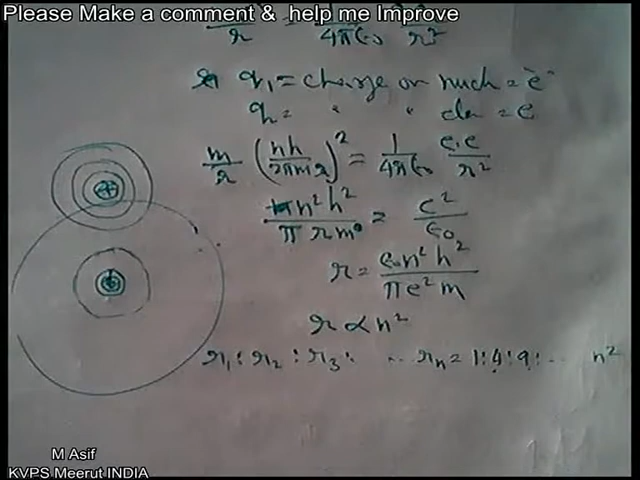 Please Make a comment & help me Improve
r = 1/4πϵ₀ r²
q₁ = charge on nucl = e
q₂ = " " ele = e
m/r (nh/2πmr)² = 1/4πϵ₀ e.e/r²
n²h²/πrm = e²/ϵ₀
r = ϵ₀n²h²/πe²m
r ∝ n²
r₁ : r₂ : r₃ : ... rₙ = 1:4:9: ... n²
M Asif
KVPS Meerut INDIA